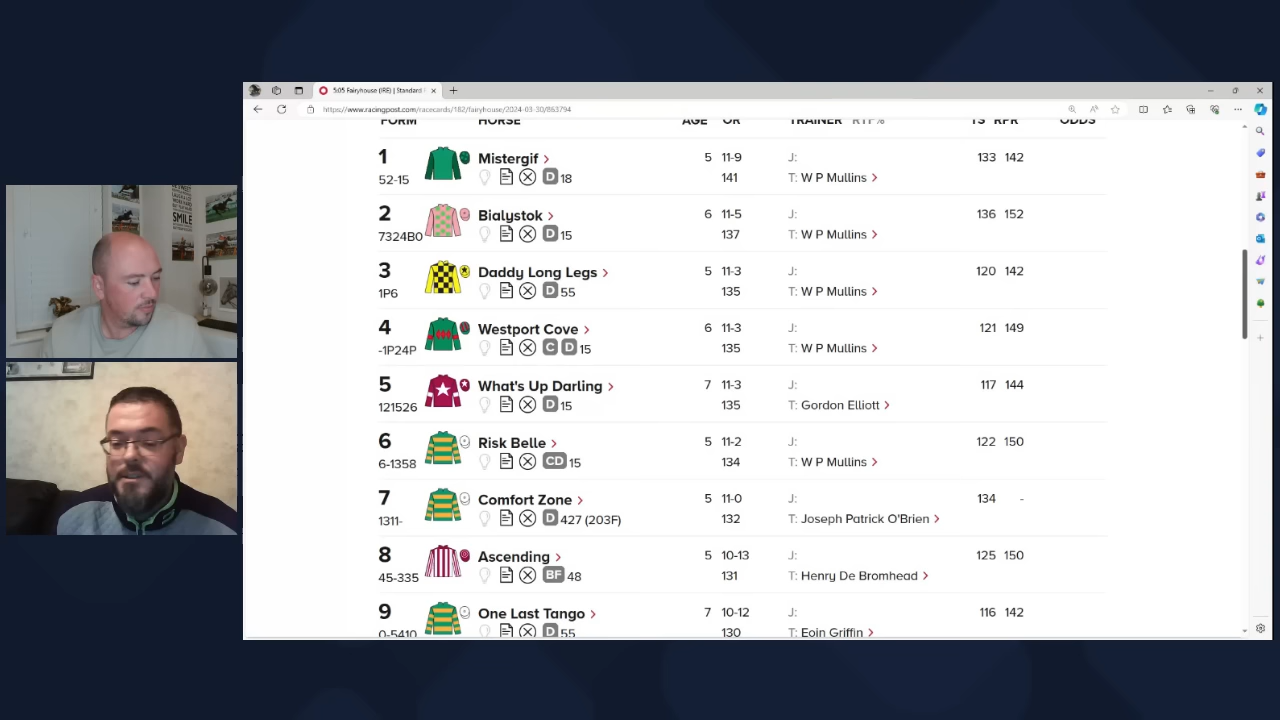 5:05 Fairyhouse (IRE) | Standard
https://www.racingpost.com/racecards/182/fairyhouse/2024-03-30/863794
FORM HORSE AGE OR TRAINER RTF% TS RPR ODDS
1 Mistergif > 5 11-9 J: 133 142
52-15 D 18 141 T: W P Mullins >
2 Bialystok > 6 11-5 J: 136 152
7324B0 D 15 137 T: W P Mullins >
3 Daddy Long Legs > 5 11-3 J: 120 142
1P6 D 55 135 T: W P Mullins >
4 Westport Cove > 6 11-3 J: 121 149
-1P24P C D 15 135 T: W P Mullins >
5 What's Up Darling > 7 11-3 J: 117 144
121526 D 15 135 T: Gordon Elliott >
6 Risk Belle > 5 11-2 J: 122 150
6-1358 CD 15 134 T: W P Mullins >
7 Comfort Zone > 5 11-0 J: 134 -
1311- D 427 (203F) 132 T: Joseph Patrick O'Brien >
8 Ascending > 5 10-13 J: 125 150
45-335 BF 48 131 T: Henry De Bromhead >
9 One Last Tango > 7 10-12 J: 116 142
0-5410 D 55 130 T: Eoin Griffin >
SMILE